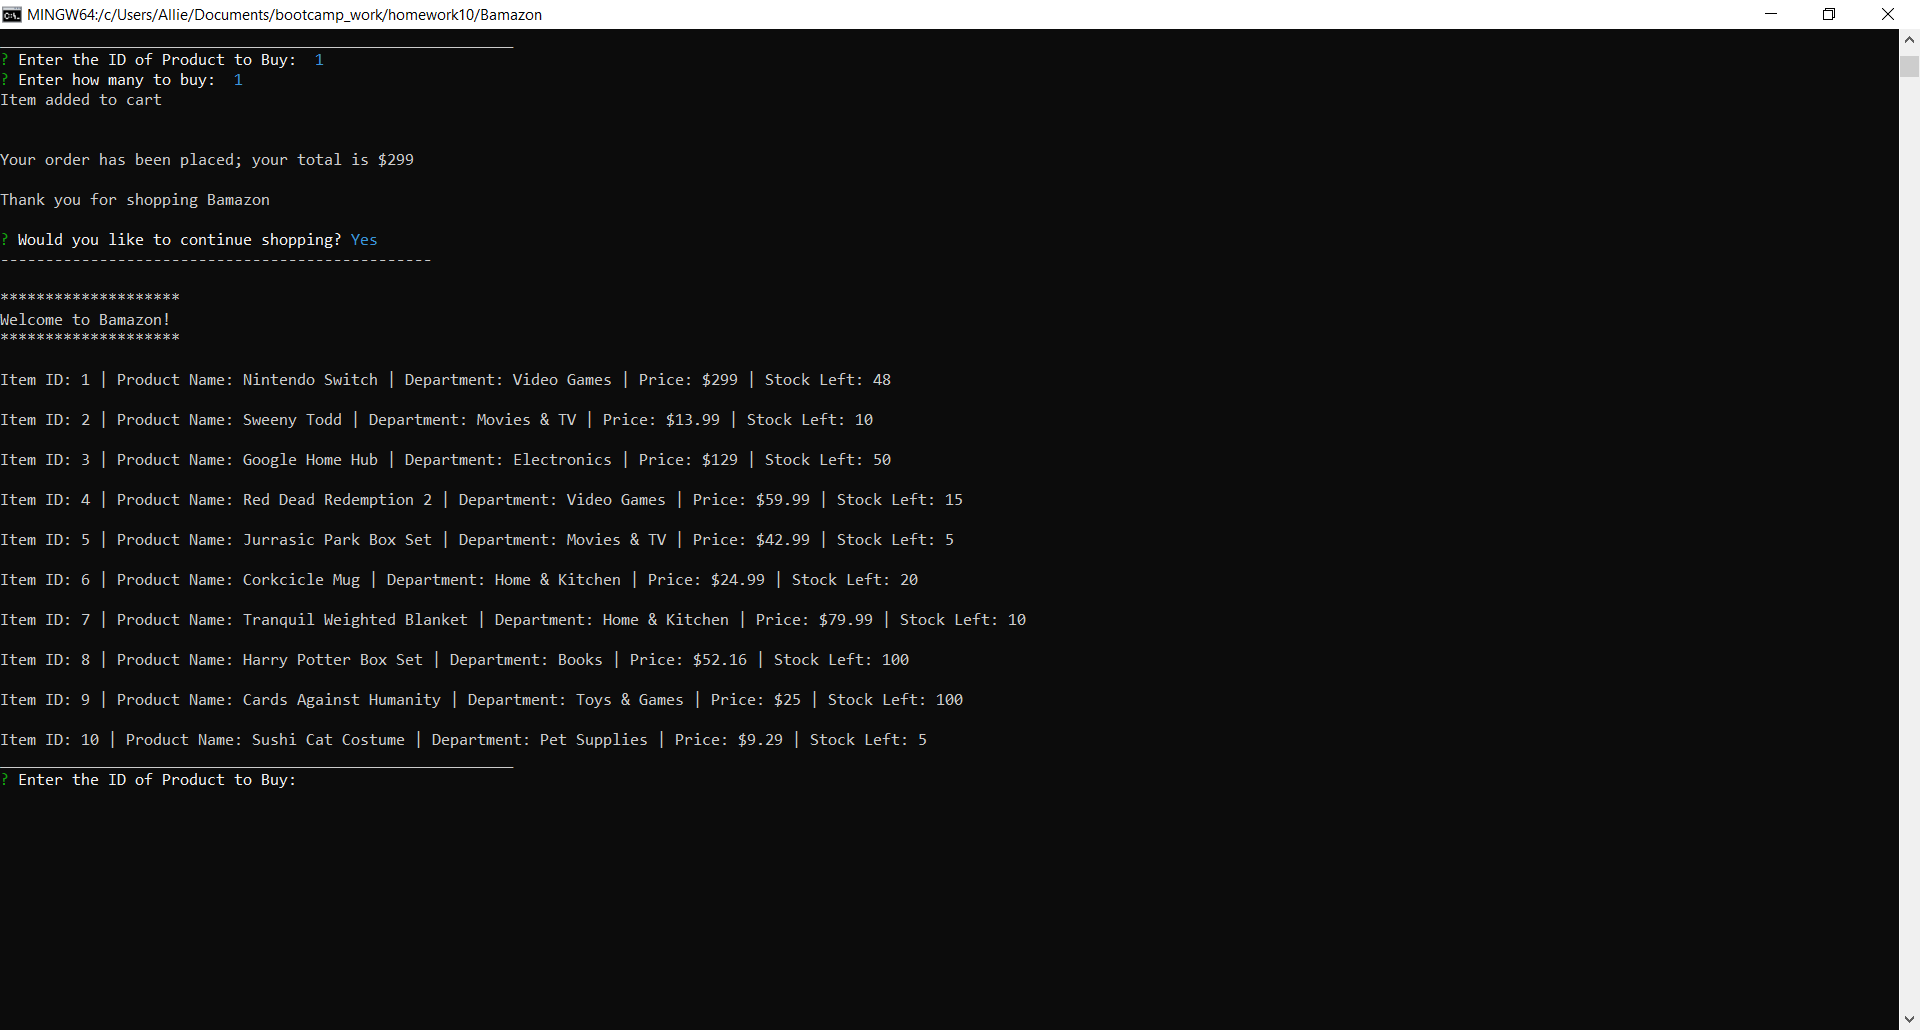 MINGW64:/c/Users/Allie/Documents/bootcamp_work/homework10/Bamazon
_________________________________________________________
? Enter the ID of Product to Buy:  1
? Enter how many to buy:  1
Item added to cart
Your order has been placed; your total is $299
Thank you for shopping Bamazon
? Would you like to continue shopping? Yes
------------------------------------------------
********************
Welcome to Bamazon!
********************
Item ID: 1 | Product Name: Nintendo Switch | Department: Video Games | Price: $299 | Stock Left: 48
Item ID: 2 | Product Name: Sweeny Todd | Department: Movies & TV | Price: $13.99 | Stock Left: 10
Item ID: 3 | Product Name: Google Home Hub | Department: Electronics | Price: $129 | Stock Left: 50
Item ID: 4 | Product Name: Red Dead Redemption 2 | Department: Video Games | Price: $59.99 | Stock Left: 15
Item ID: 5 | Product Name: Jurrasic Park Box Set | Department: Movies & TV | Price: $42.99 | Stock Left: 5
Item ID: 6 | Product Name: Corkcicle Mug | Department: Home & Kitchen | Price: $24.99 | Stock Left: 20
Item ID: 7 | Product Name: Tranquil Weighted Blanket | Department: Home & Kitchen | Price: $79.99 | Stock Left: 10
Item ID: 8 | Product Name: Harry Potter Box Set | Department: Books | Price: $52.16 | Stock Left: 100
Item ID: 9 | Product Name: Cards Against Humanity | Department: Toys & Games | Price: $25 | Stock Left: 100
Item ID: 10 | Product Name: Sushi Cat Costume | Department: Pet Supplies | Price: $9.29 | Stock Left: 5
_________________________________________________________
? Enter the ID of Product to Buy: